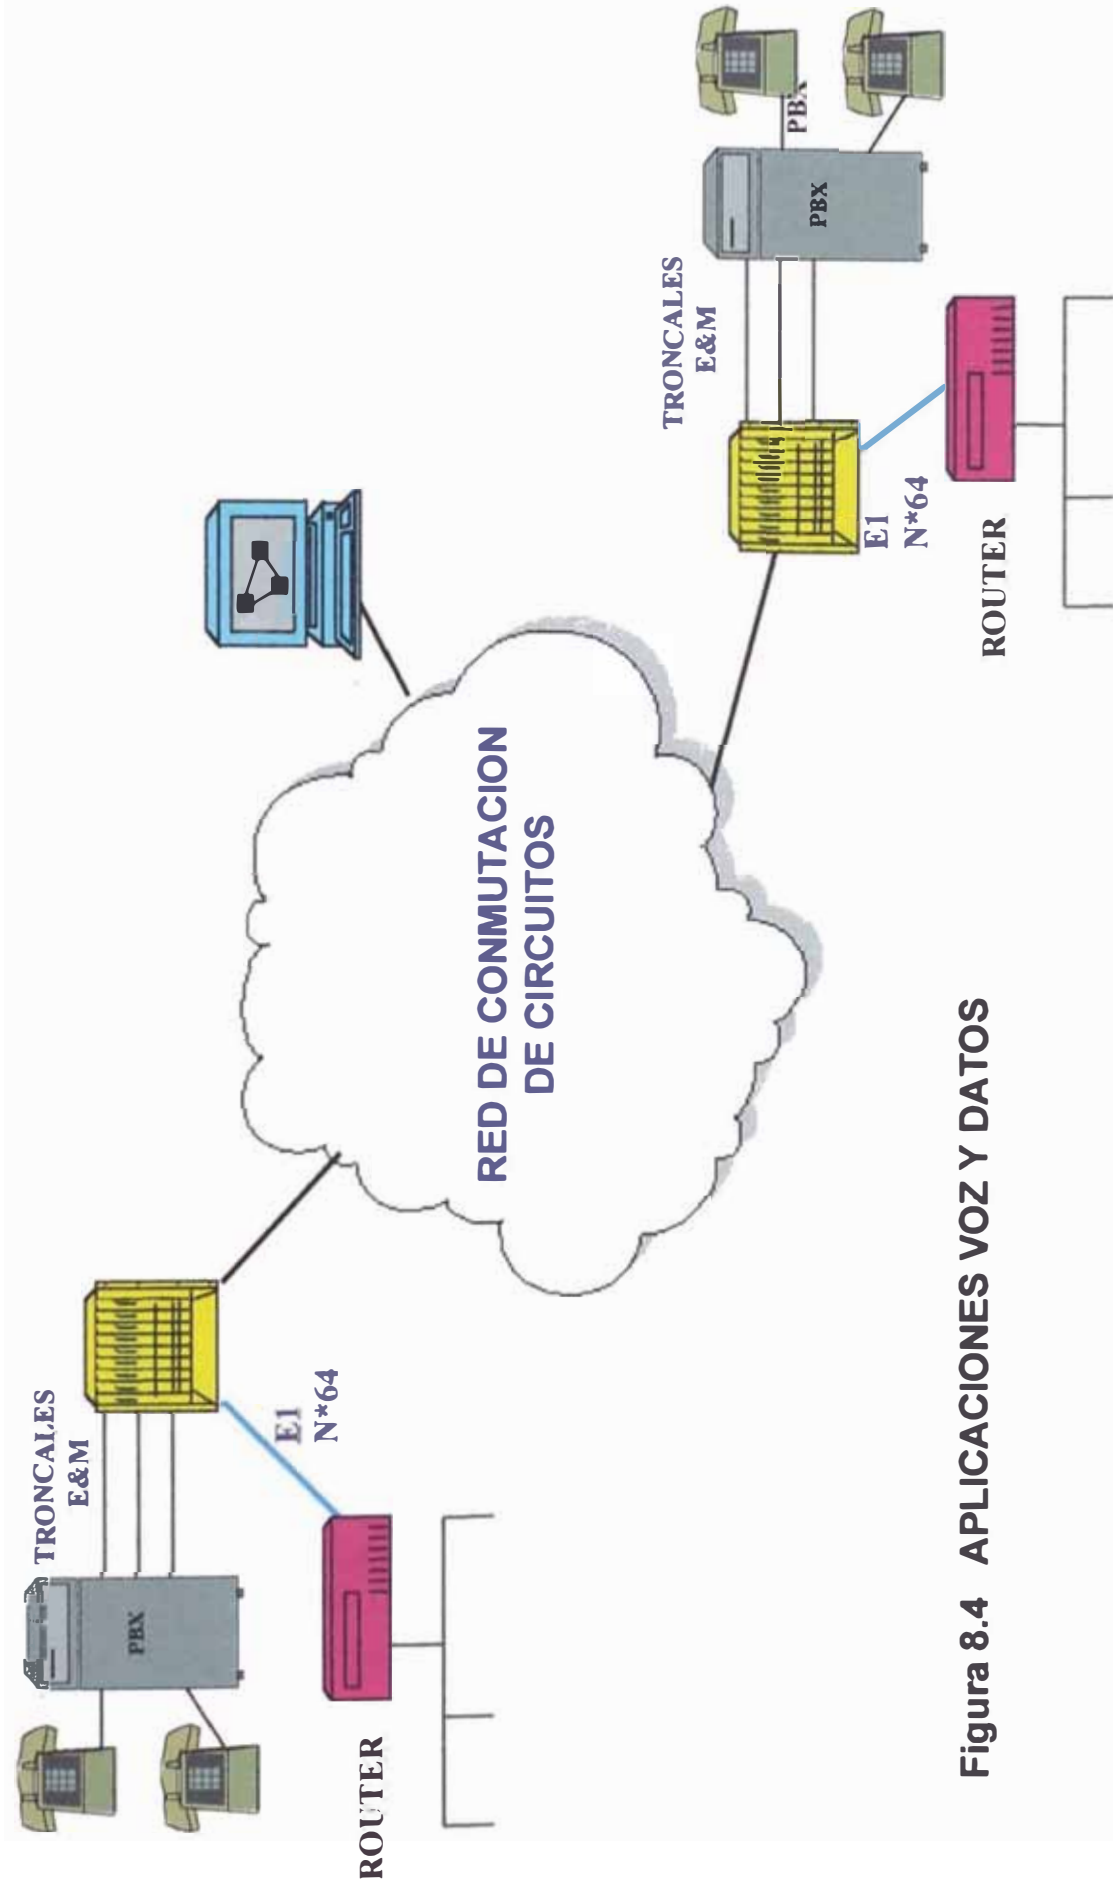 TRONCALES
E&M
PBX
E1
N*64
ROUTER
RED DE CONMUTACION
DE CIRCUITOS
TRONCALES
E&M
PBX
PBX
E1
N*64
ROUTER
Figura 8.4 APLICACIONES VOZ Y DATOS